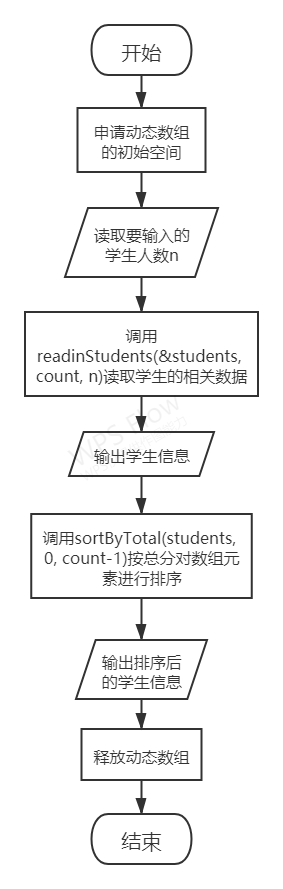 开始
申请动态数组
的初始空间
读取要输入的
学生人数n
调用
readinStudents(&students,
count, n)读取学生的相关数据
输出学生信息
调用sortByTotal(students,
0, count-1)按总分对数组元
素进行排序
输出排序后
的学生信息
释放动态数组
结束